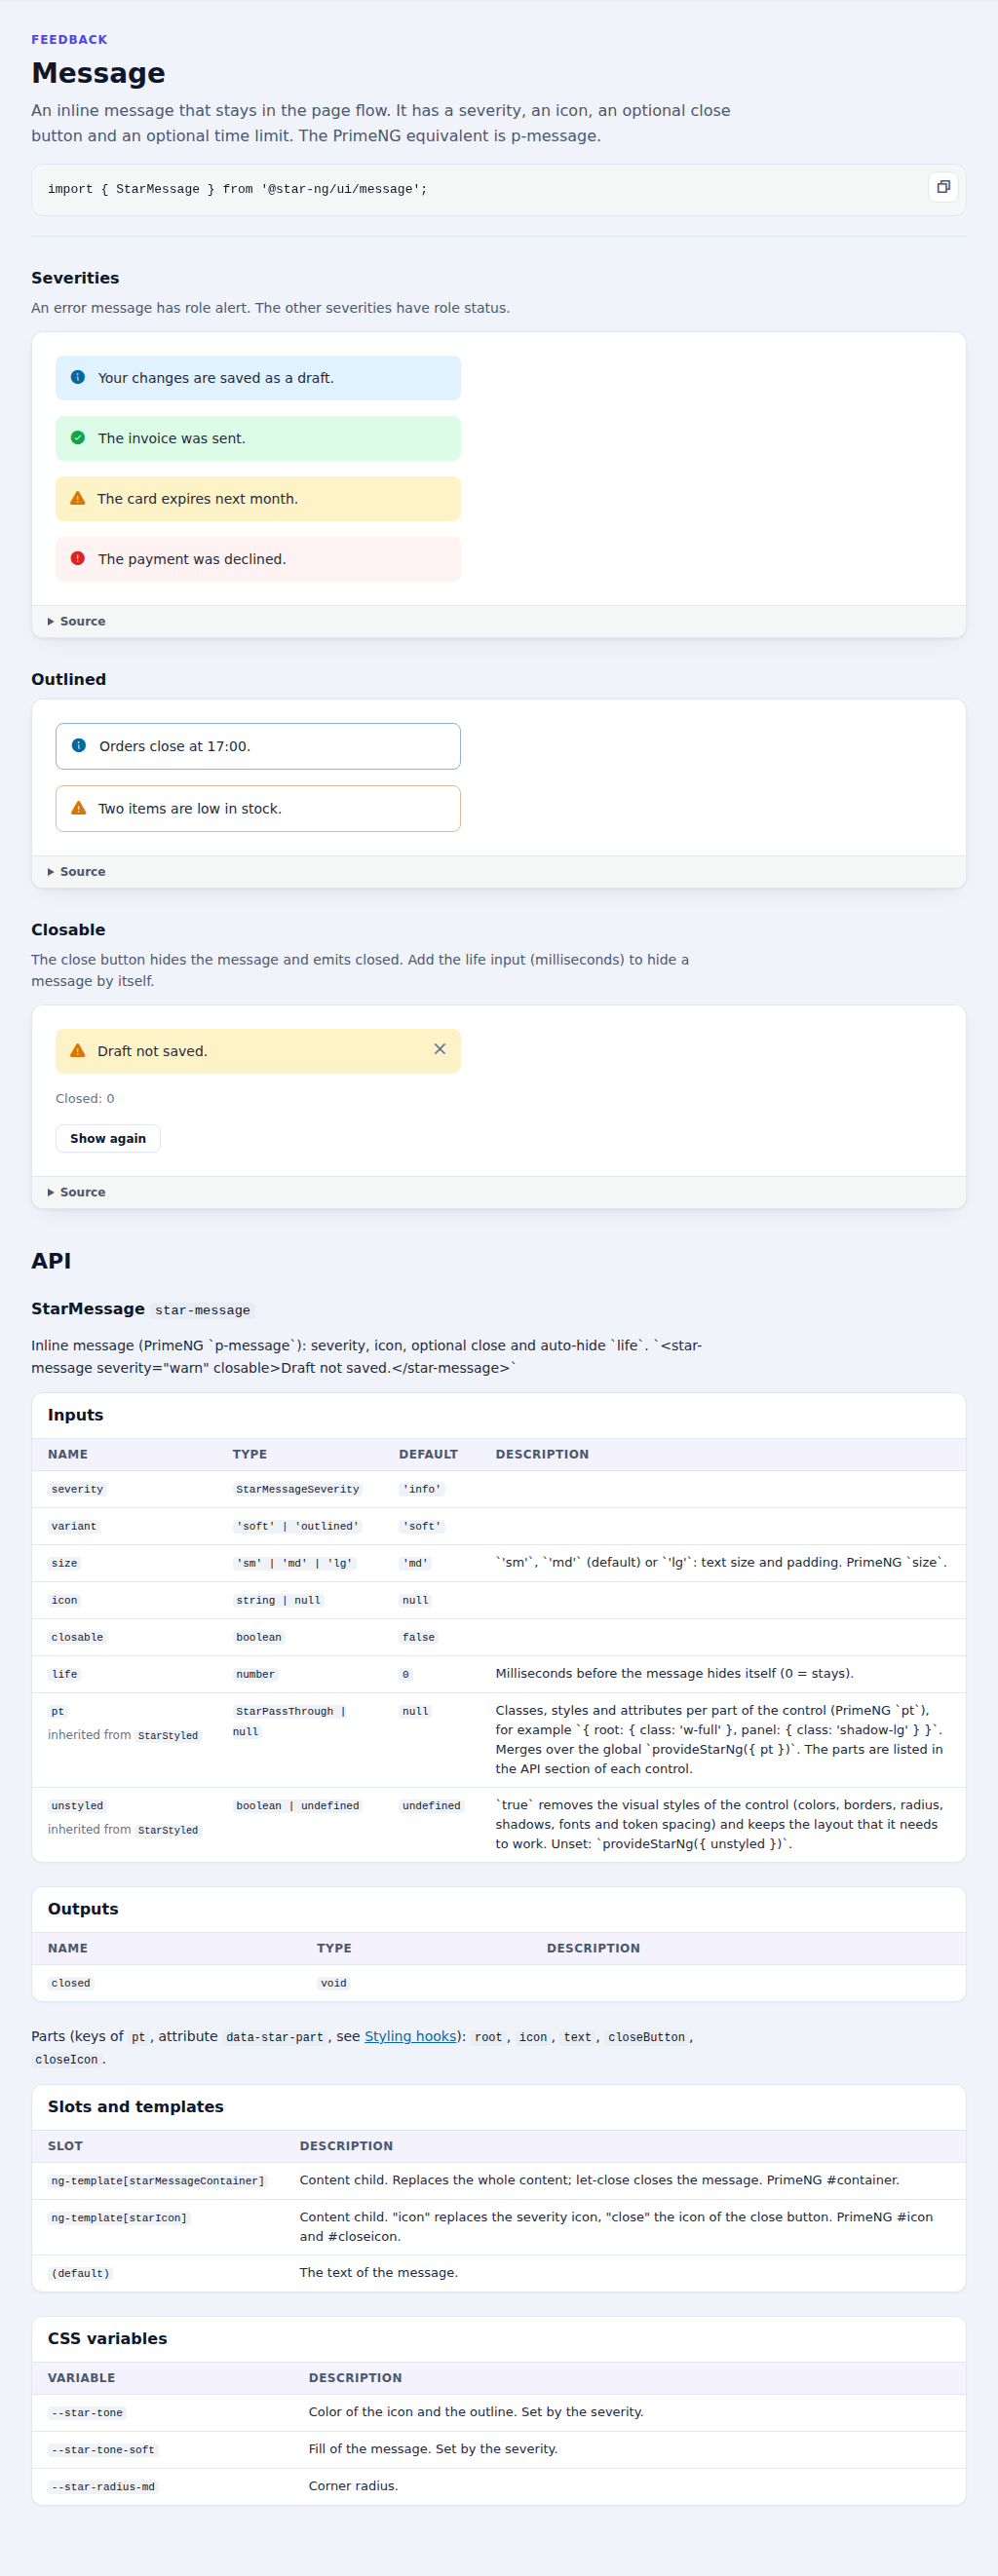 FEEDBACK
Message
An inline message that stays in the page flow. It has a severity, an icon, an optional close
button and an optional time limit. The PrimeNG equivalent is p-message.
import { StarMessage } from '@star-ng/ui/message';
Severities
An error message has role alert. The other severities have role status.
Your changes are saved as a draft.
The invoice was sent.
The card expires next month.
The payment was declined.
Source
Outlined
Orders close at 17:00.
Two items are low in stock.
Source
Closable
The close button hides the message and emits closed. Add the life input (milliseconds) to hide a
message by itself.
Draft not saved.
Closed: 0
Show again
Source
API
StarMessage star-message
Inline message (PrimeNG `p-message`): severity, icon, optional close and auto-hide `life`. `<star-
message severity="warn" closable>Draft not saved.</star-message>`
Inputs
NAME TYPE DEFAULT DESCRIPTION
severity StarMessageSeverity 'info'
variant 'soft' | 'outlined' 'soft'
size 'sm' | 'md' | 'lg' 'md' `'sm'`, `'md'` (default) or `'lg'`: text size and padding. PrimeNG `size`.
icon string | null null
closable boolean false
life number 0 Milliseconds before the message hides itself (0 = stays).
pt StarPassThrough | null Classes, styles and attributes per part of the control (PrimeNG `pt`),
inherited from StarStyled null for example `{ root: { class: 'w-full' }, panel: { class: 'shadow-lg' } }`.
Merges over the global `provideStarNg({ pt })`. The parts are listed in
the API section of each control.
unstyled boolean | undefined undefined `true` removes the visual styles of the control (colors, borders, radius,
inherited from StarStyled shadows, fonts and token spacing) and keeps the layout that it needs
to work. Unset: `provideStarNg({ unstyled })`.
Outputs
NAME TYPE DESCRIPTION
closed void
Parts (keys of pt, attribute data-star-part, see Styling hooks): root, icon, text, closeButton,
closeIcon.
Slots and templates
SLOT DESCRIPTION
ng-template[starMessageContainer] Content child. Replaces the whole content; let-close closes the message. PrimeNG #container.
ng-template[starIcon] Content child. "icon" replaces the severity icon, "close" the icon of the close button. PrimeNG #icon
and #closeicon.
(default) The text of the message.
CSS variables
VARIABLE DESCRIPTION
--star-tone Color of the icon and the outline. Set by the severity.
--star-tone-soft Fill of the message. Set by the severity.
--star-radius-md Corner radius.